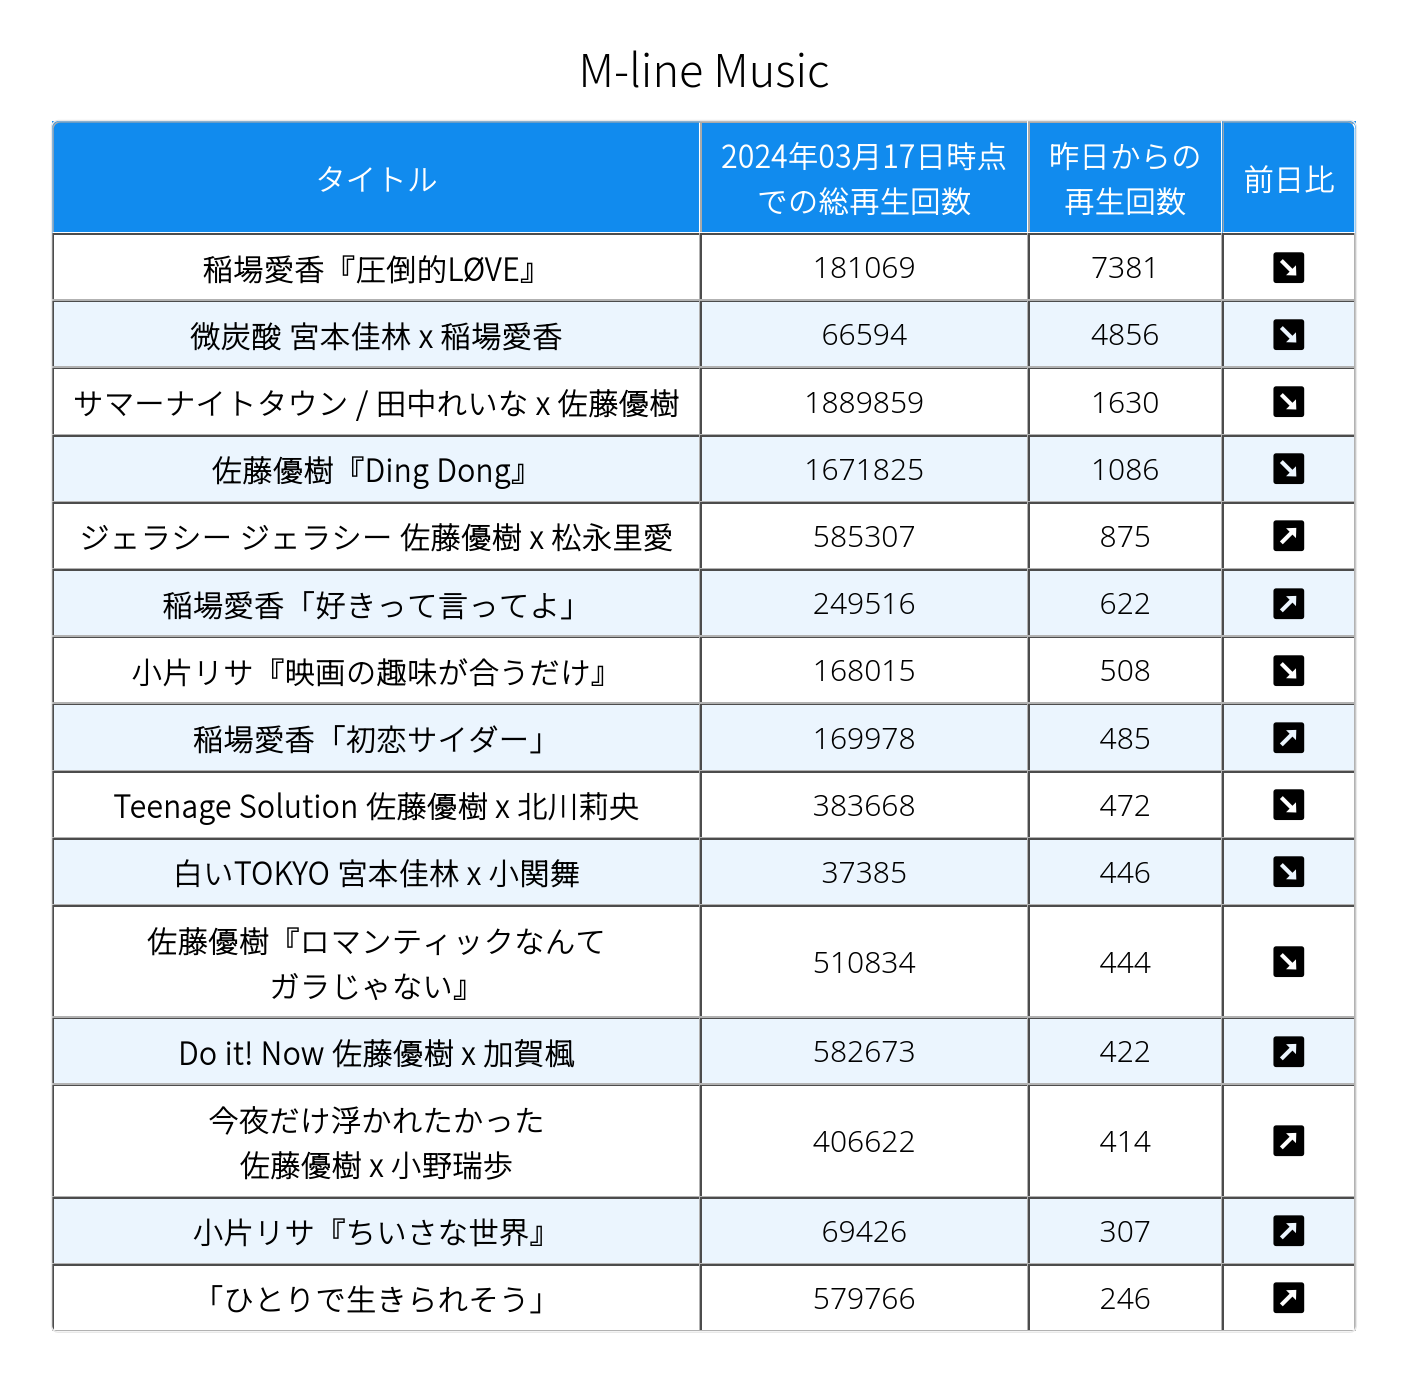 M-line Music
タイトル
2024年03月17日時点
での総再生回数
昨日からの
再生回数
前日比
稲場愛香『圧倒的LØVE』
181069
7381
微炭酸 宮本佳林 x 稲場愛香
66594
4856
サマーナイトタウン / 田中れいな x 佐藤優樹
1889859
1630
佐藤優樹『Ding Dong』
1671825
1086
ジェラシー ジェラシー 佐藤優樹 x 松永里愛
585307
875
稲場愛香「好きって言ってよ」
249516
622
小片リサ『映画の趣味が合うだけ』
168015
508
稲場愛香「初恋サイダー」
169978
485
Teenage Solution 佐藤優樹 x 北川莉央
383668
472
白いTOKYO 宮本佳林 x 小関舞
37385
446
佐藤優樹『ロマンティックなんて
ガラじゃない』
510834
444
Do it! Now 佐藤優樹 x 加賀楓
582673
422
今夜だけ浮かれたかった
佐藤優樹 x 小野瑞歩
406622
414
小片リサ『ちいさな世界』
69426
307
「ひとりで生きられそう」
579766
246